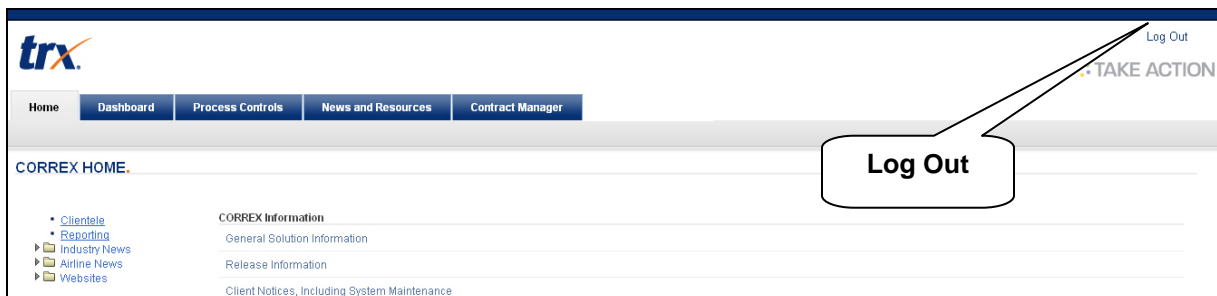 Log Out
trx.
TAKE ACTION
Home Dashboard Process Controls News and Resources Contract Manager
Log Out
CORREX HOME.
Clientele
Reporting
Industry News
Airline News
Websites
CORREX Information
General Solution Information
Release Information
Client Notices, Including System Maintenance